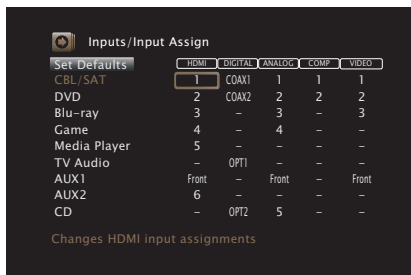 Inputs/Input Assign
Set Defaults HDMI DIGITAL ANALOG COMP VIDEO
CBL/SAT 1 COAX1 1 1 1
DVD 2 COAX2 2 2 2
Blu-ray 3 – 3 – 3
Game 4 – 4 – –
Media Player 5 – – – –
TV Audio – OPT1 – – –
AUX1 Front – Front – Front
AUX2 6 – – – –
CD – OPT2 5 – –
Changes HDMI input assignments